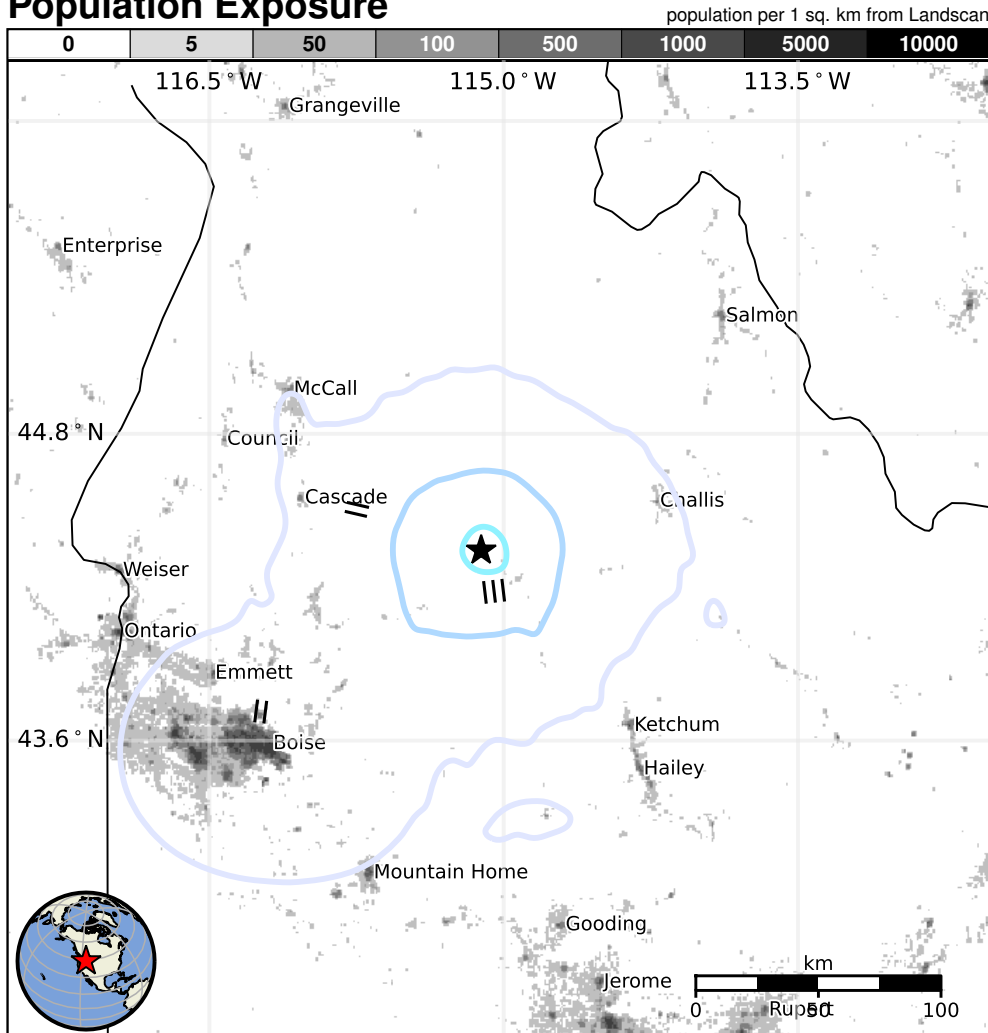 Population Exposure
population per 1 sq. km from Landscan
0 5 50 100 500 1000 5000 10000
116.5°W 115.0°W 113.5°W
Grangeville
Enterprise
Salmon
McCall
44.8°N
Council
Cascade
Challis
II
Weiser
III
Ontario
Emmett
II
Ketchum
43.6°N
Boise
Hailey
Mountain Home
Gooding
km
Jerome
0 50 100
Rupert